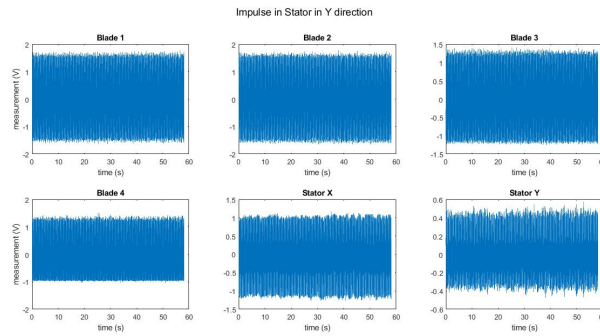 Impulse in Stator in Y direction
Blade 1
Blade 2
Blade 3
measurement (V)
2
1
0
-1
-2
0 10 20 30 40 50 60
time (s)
2
1
0
-1
-2
0 10 20 30 40 50 60
time (s)
1.5
1
0.5
0
-0.5
-1
-1.5
0 10 20 30 40 50
time (s)
Blade 4
Stator X
Stator Y
measurement (V)
2
1
0
-1
-2
0 10 20 30 40 50 60
time (s)
1.5
1
0.5
0
-0.5
-1
-1.5
0 10 20 30 40 50 60
time (s)
0.6
0.4
0.2
0
-0.2
-0.4
-0.6
0 10 20 30 40 50
time (s)